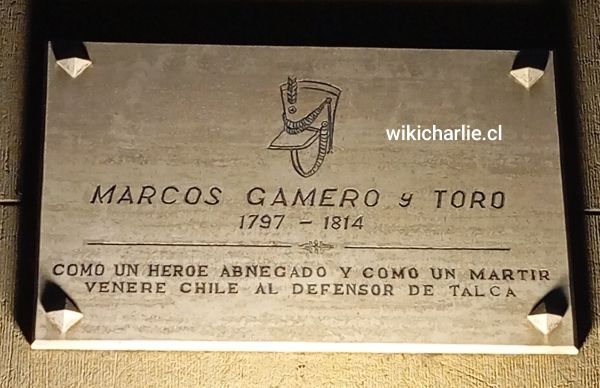 wikicharlie.cl
MARCOS GAMERO y TORO
1797 - 1814
COMO UN HEROE ABNEGADO Y COMO UN MARTIR
VENERE CHILE AL DEFENSOR DE TALCA